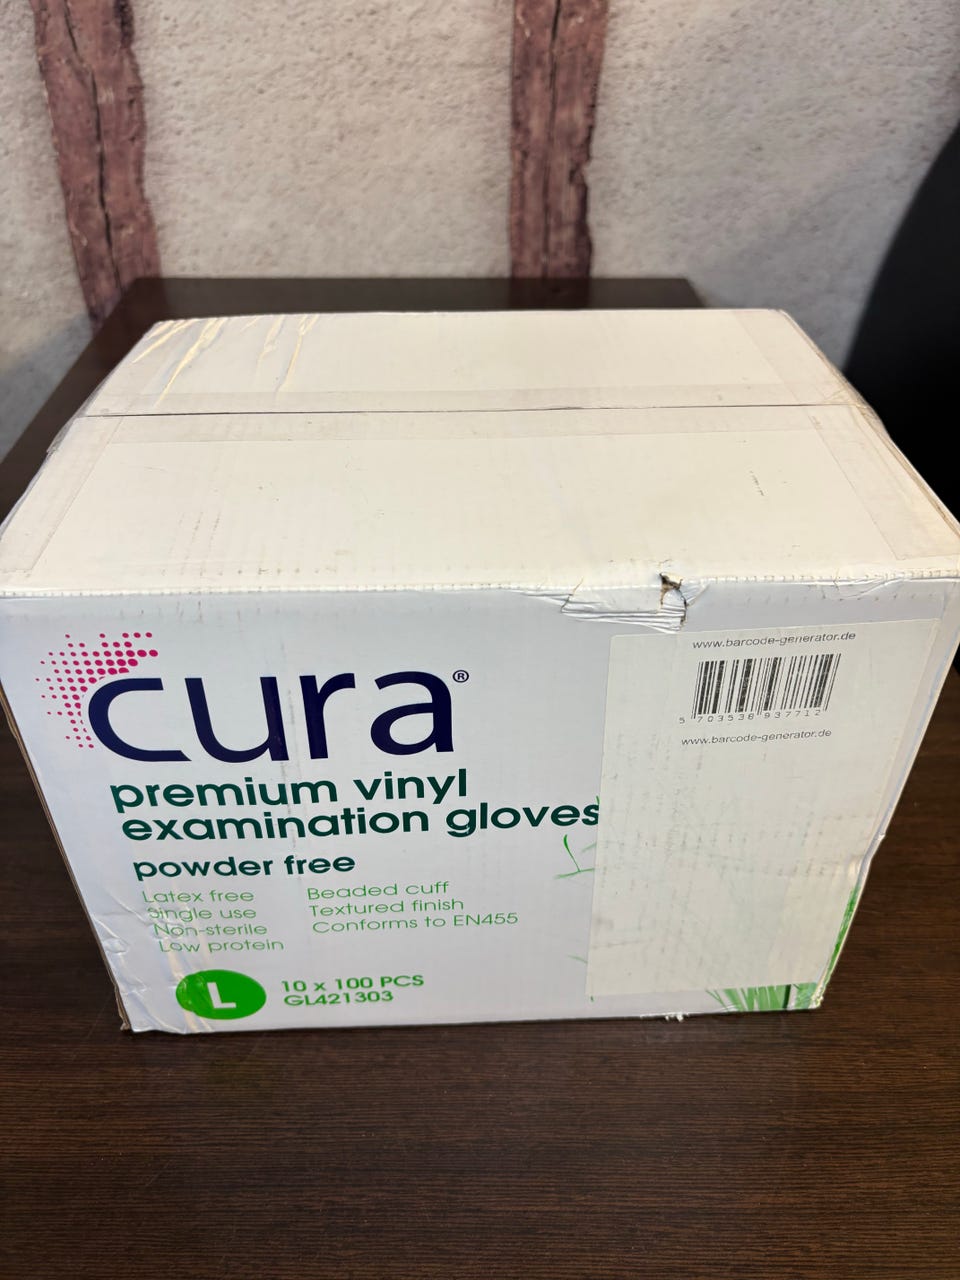 cura®
premium vinyl
examination gloves
powder free
Latex free
Single use
Non-sterile
Low protein
Beaded cuff
Textured finish
Conforms to EN455
L
10 x 100 PCS
GL421303
www.barcode-generator.de
5 703538 937712
www.barcode-generator.de